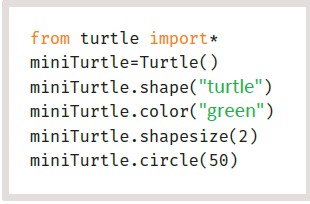 from turtle import*
miniTurtle=Turtle()
miniTurtle.shape("turtle")
miniTurtle.color("green")
miniTurtle.shapesize(2)
miniTurtle.circle(50)